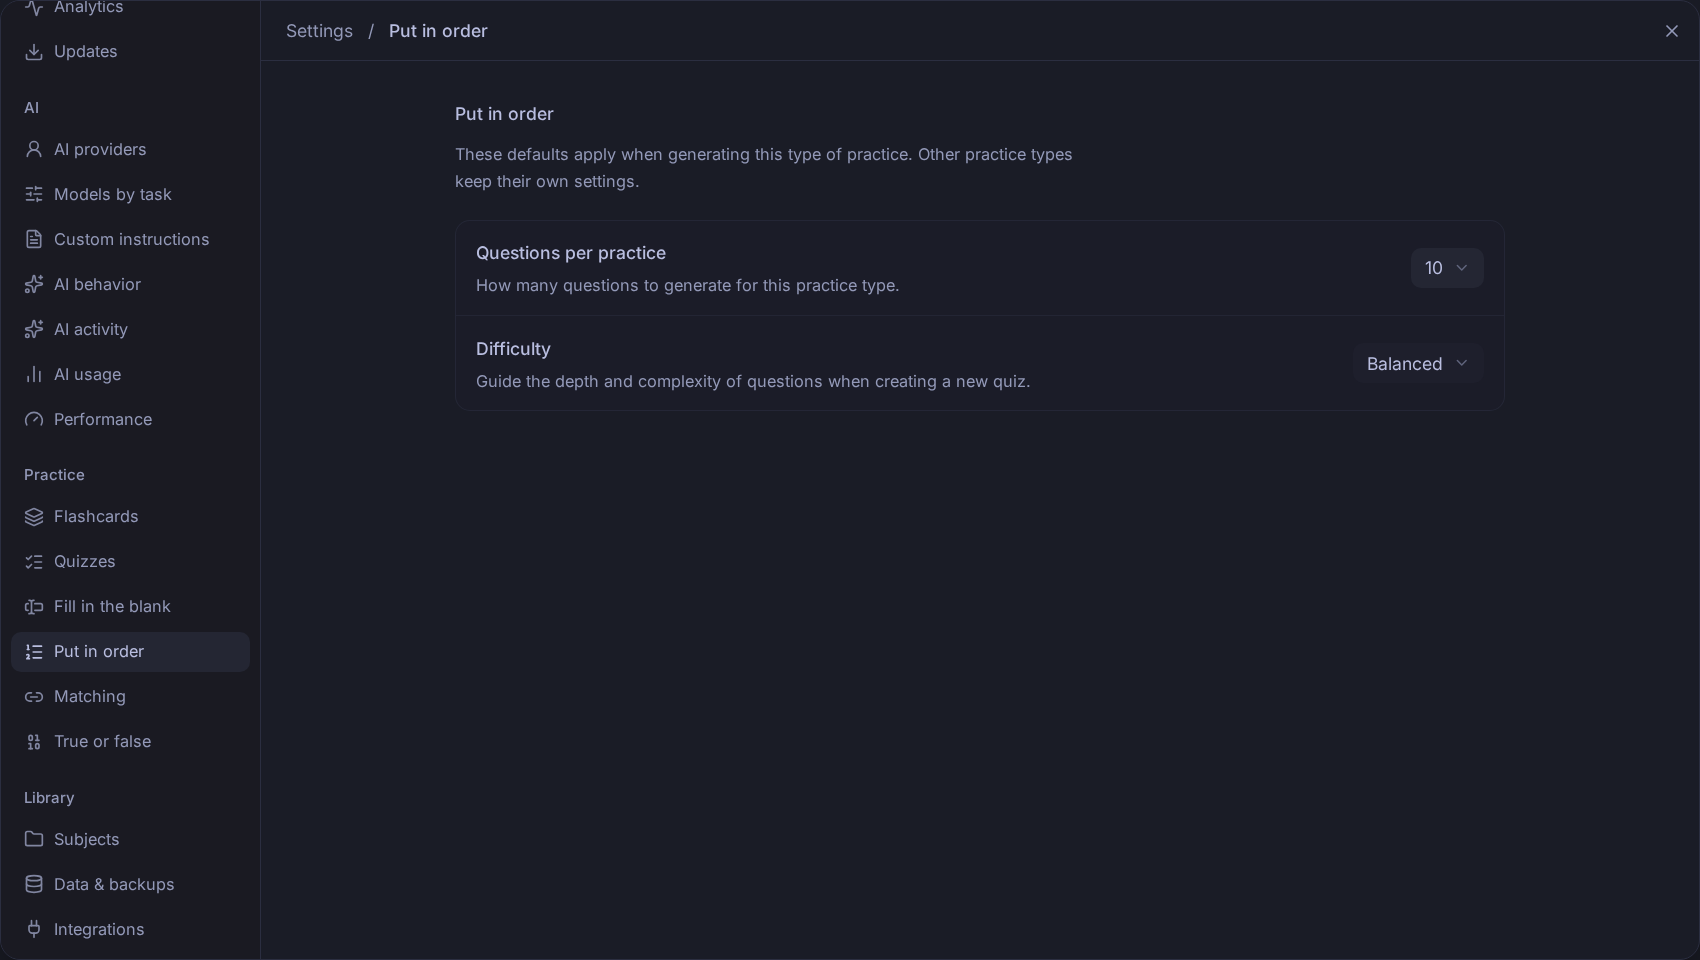 Analytics
Updates
AI
AI providers
Models by task
Custom instructions
AI behavior
AI activity
AI usage
Performance
Practice
Flashcards
Quizzes
Fill in the blank
Put in order
Matching
True or false
Library
Subjects
Data & backups
Integrations
Settings / Put in order
Put in order
These defaults apply when generating this type of practice. Other practice types
keep their own settings.
Questions per practice
How many questions to generate for this practice type.
10
Difficulty
Guide the depth and complexity of questions when creating a new quiz.
Balanced